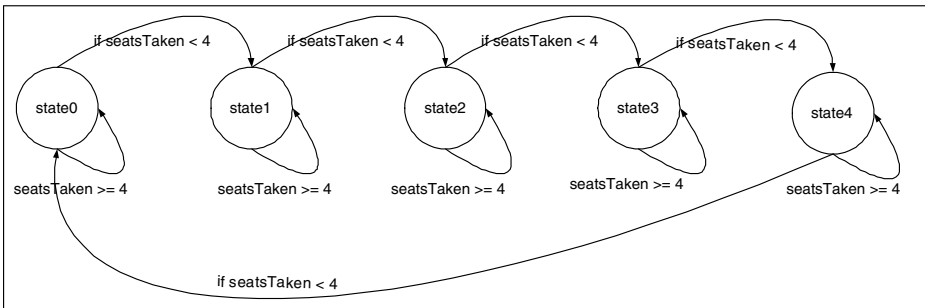 if seatsTaken < 4
if seatsTaken < 4
if seatsTaken < 4
if seatsTaken < 4
state0
state1
state2
state3
state4
seatsTaken >= 4
seatsTaken >= 4
seatsTaken >= 4
seatsTaken >= 4
seatsTaken >= 4
if seatsTaken < 4